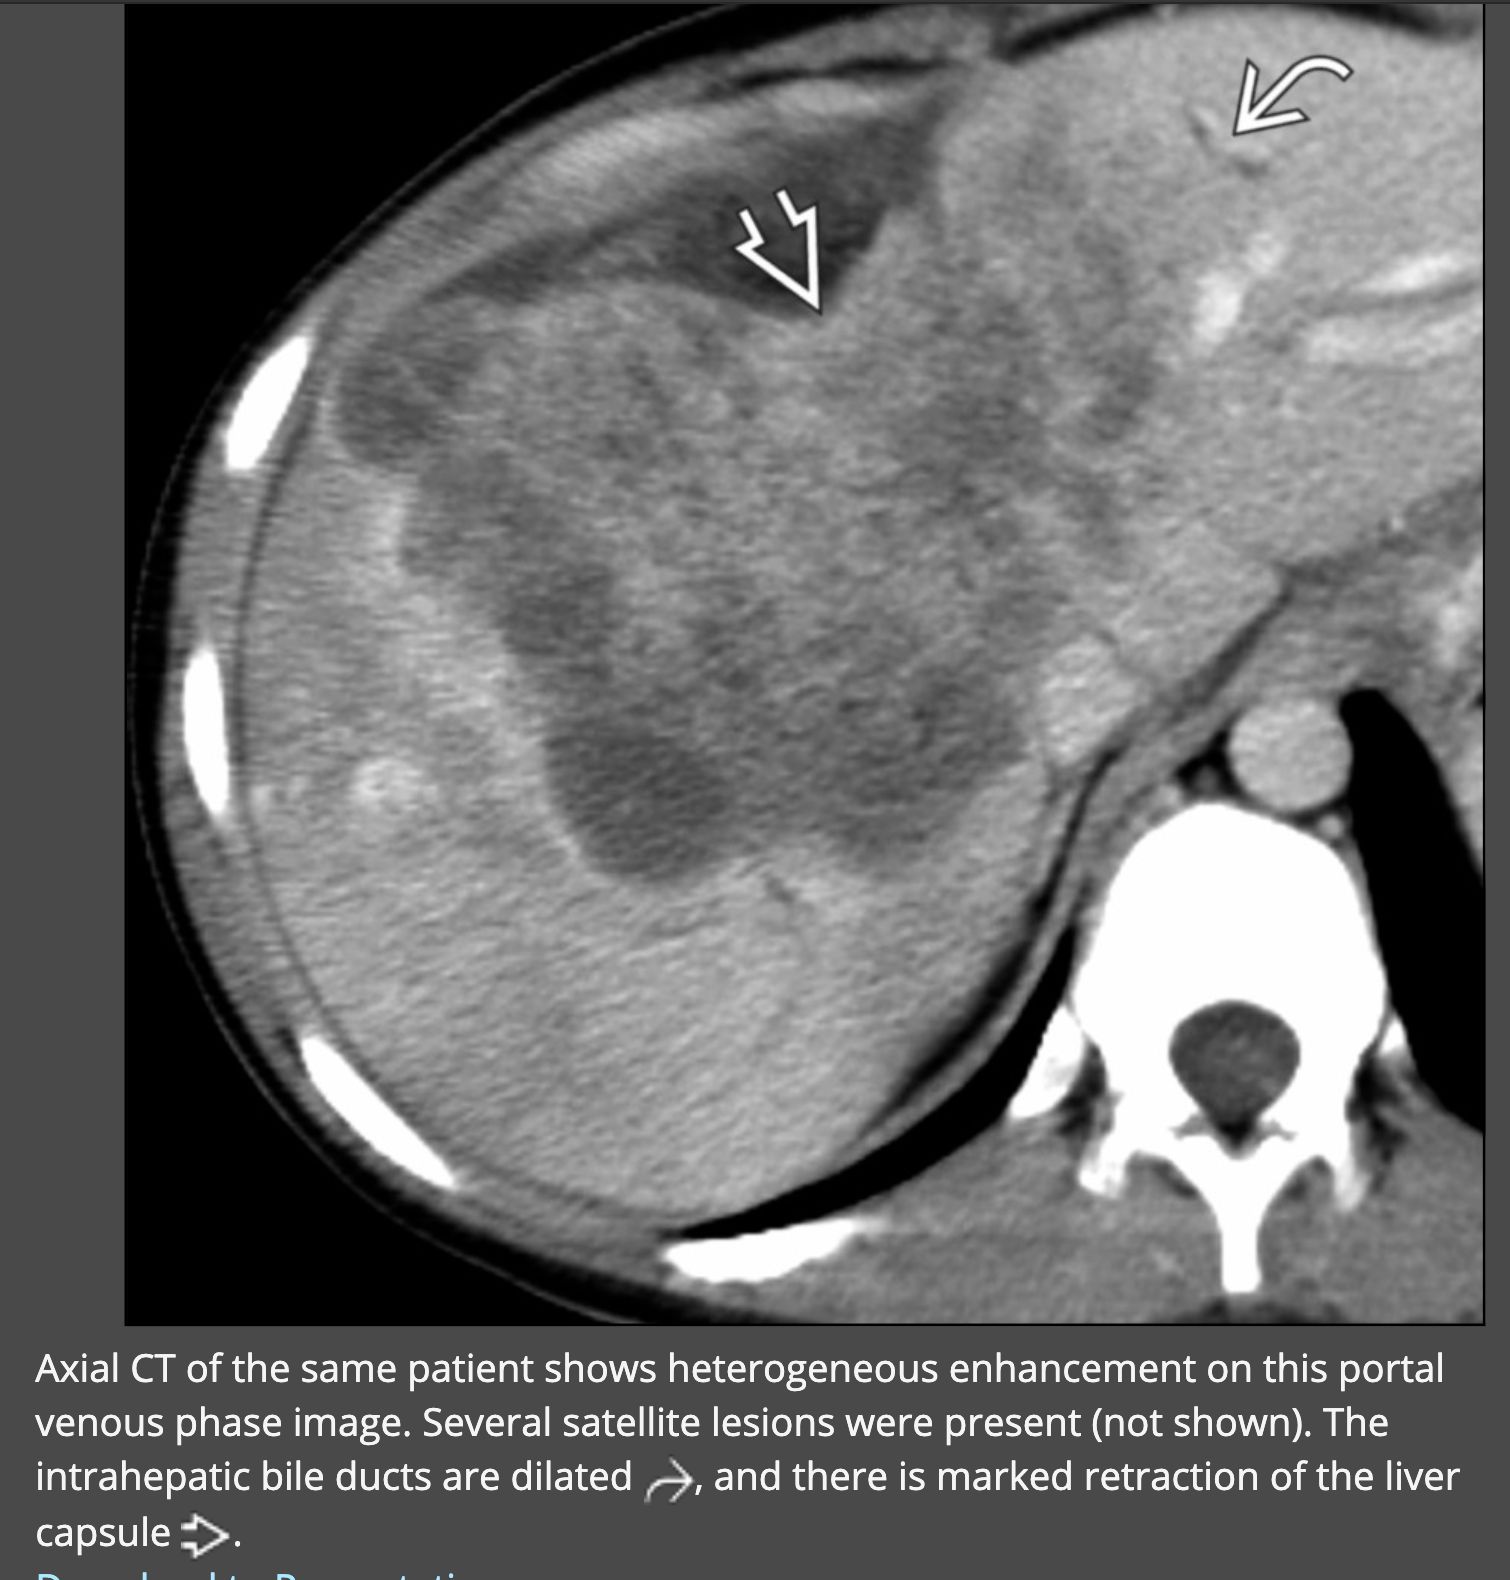 Axial CT of the same patient shows heterogeneous enhancement on this portal
venous phase image. Several satellite lesions were present (not shown). The
intrahepatic bile ducts are dilated , and there is marked retraction of the liver
capsule .